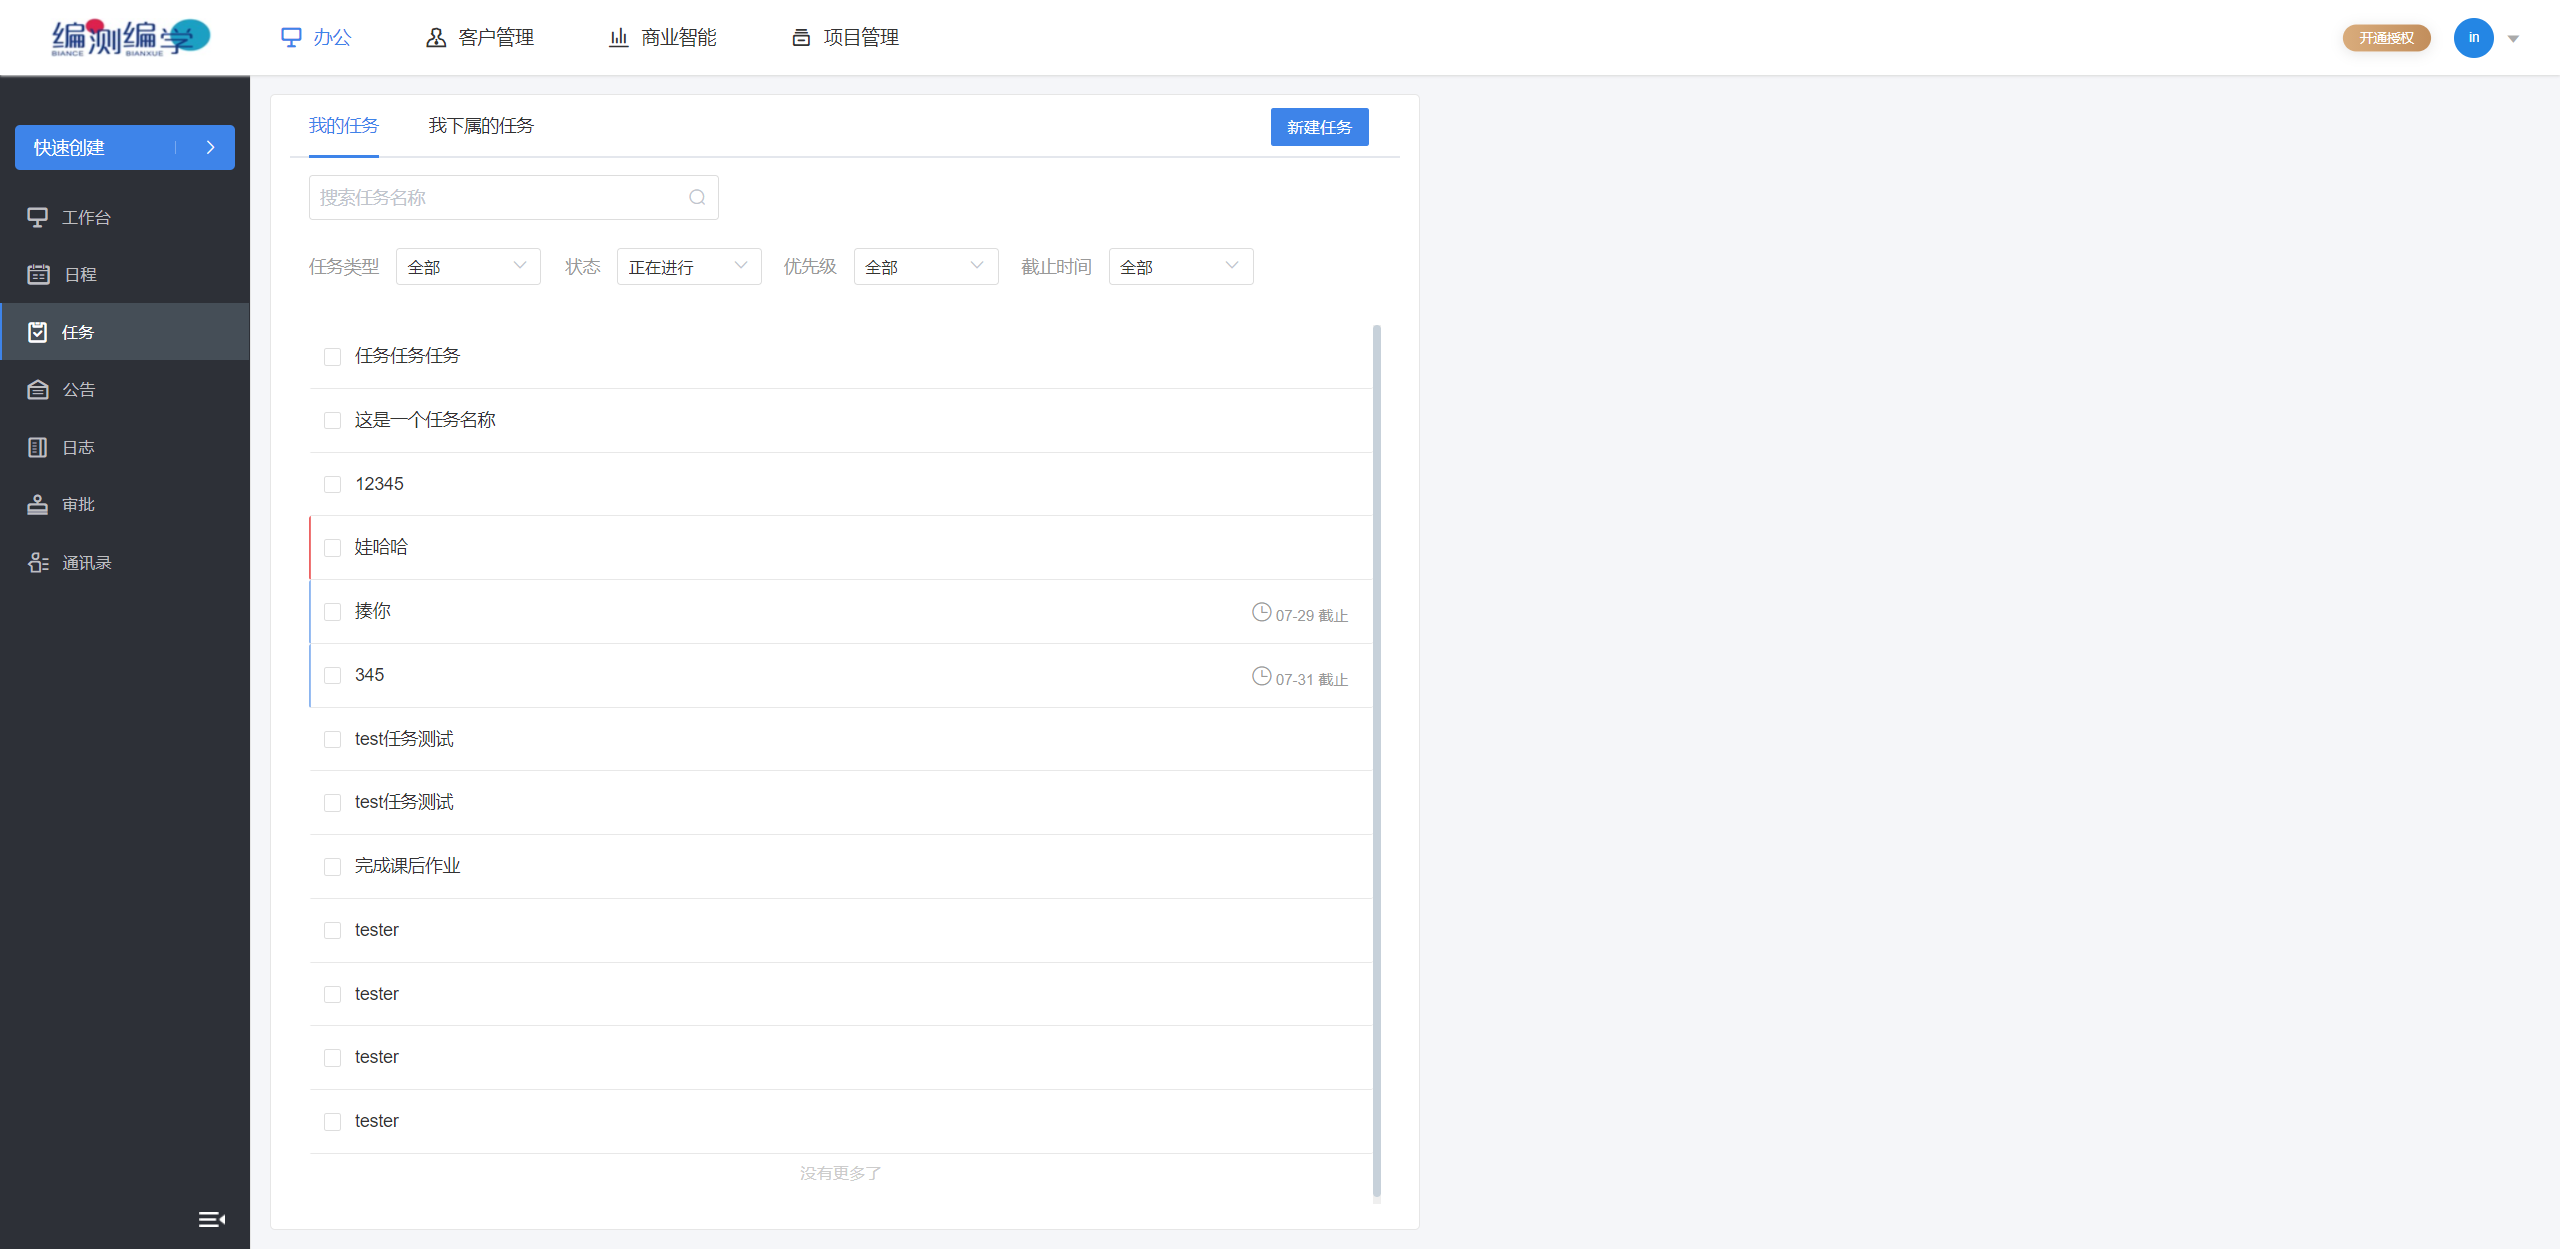 编测编学
BIANCE BIANXUE
办公
客户管理
商业智能
项目管理
开通授权
in
快速创建
工作台
日程
任务
公告
日志
审批
通讯录
我的任务
我下属的任务
新建任务
搜索任务名称
任务类型 全部 状态 正在进行 优先级 全部 截止时间 全部
任务任务任务
这是一个任务名称
12345
娃哈哈
揍你 07-29 截止
345 07-31 截止
test任务测试
test任务测试
完成课后作业
tester
tester
tester
tester
没有更多了